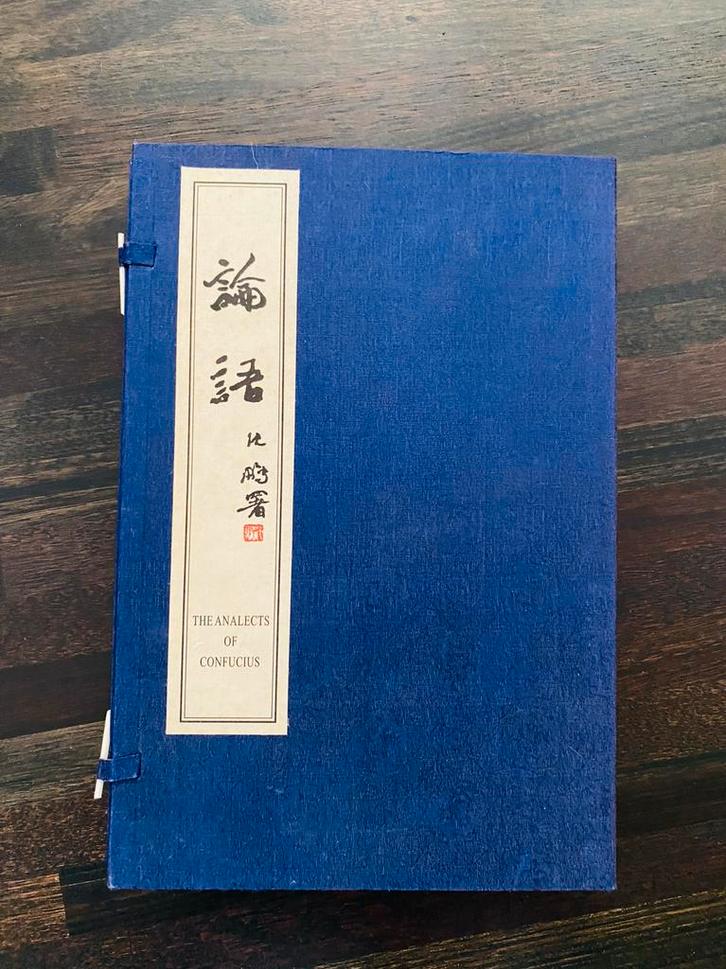 論語
沈鵬署
THE ANALECTS
OF
CONFUCIUS